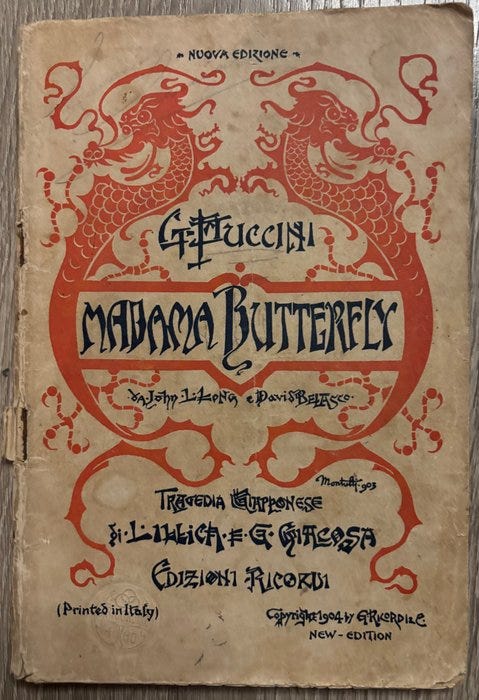 NUOVA EDIZIONE
G. PUCCINI
MADAMA BUTTERFLY
da John L. Long e David Belasco.
Montalti 903
TRAGEDIA GIAPPONESE
di L. ILLICA E G. GIACOSA
EDIZIONI RICORDI
(Printed in Italy)
Copyright 1904 by G. RICORDI & C.
NEW-EDITION